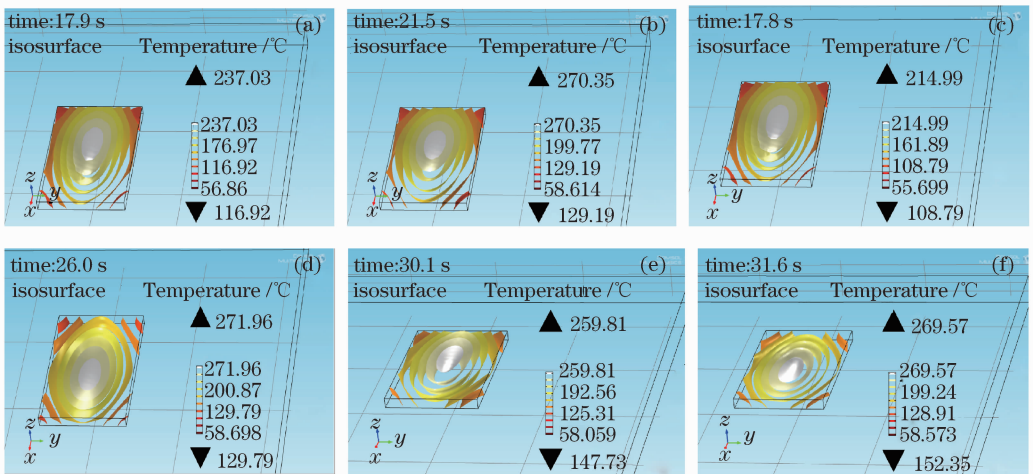 time:17.9 s (a)
isosurface Temperature /℃
237.03
237.03
176.97
116.92
56.86
116.92
z
y
x
time:21.5 s (b)
isosurface Temperature /℃
270.35
270.35
199.77
129.19
58.614
129.19
z
y
x
time:17.8 s (c)
isosurface Temperature /℃
214.99
214.99
161.89
108.79
55.699
108.79
z
y
x
time:26.0 s (d)
isosurface Temperature /℃
271.96
271.96
200.87
129.79
58.698
129.79
z
y
x
time:30.1 s (e)
isosurface Temperature /℃
259.81
259.81
192.56
125.31
58.059
147.73
z
y
x
time:31.6 s (f)
isosurface Temperature /℃
269.57
269.57
199.24
128.91
58.573
152.35
z
y
x